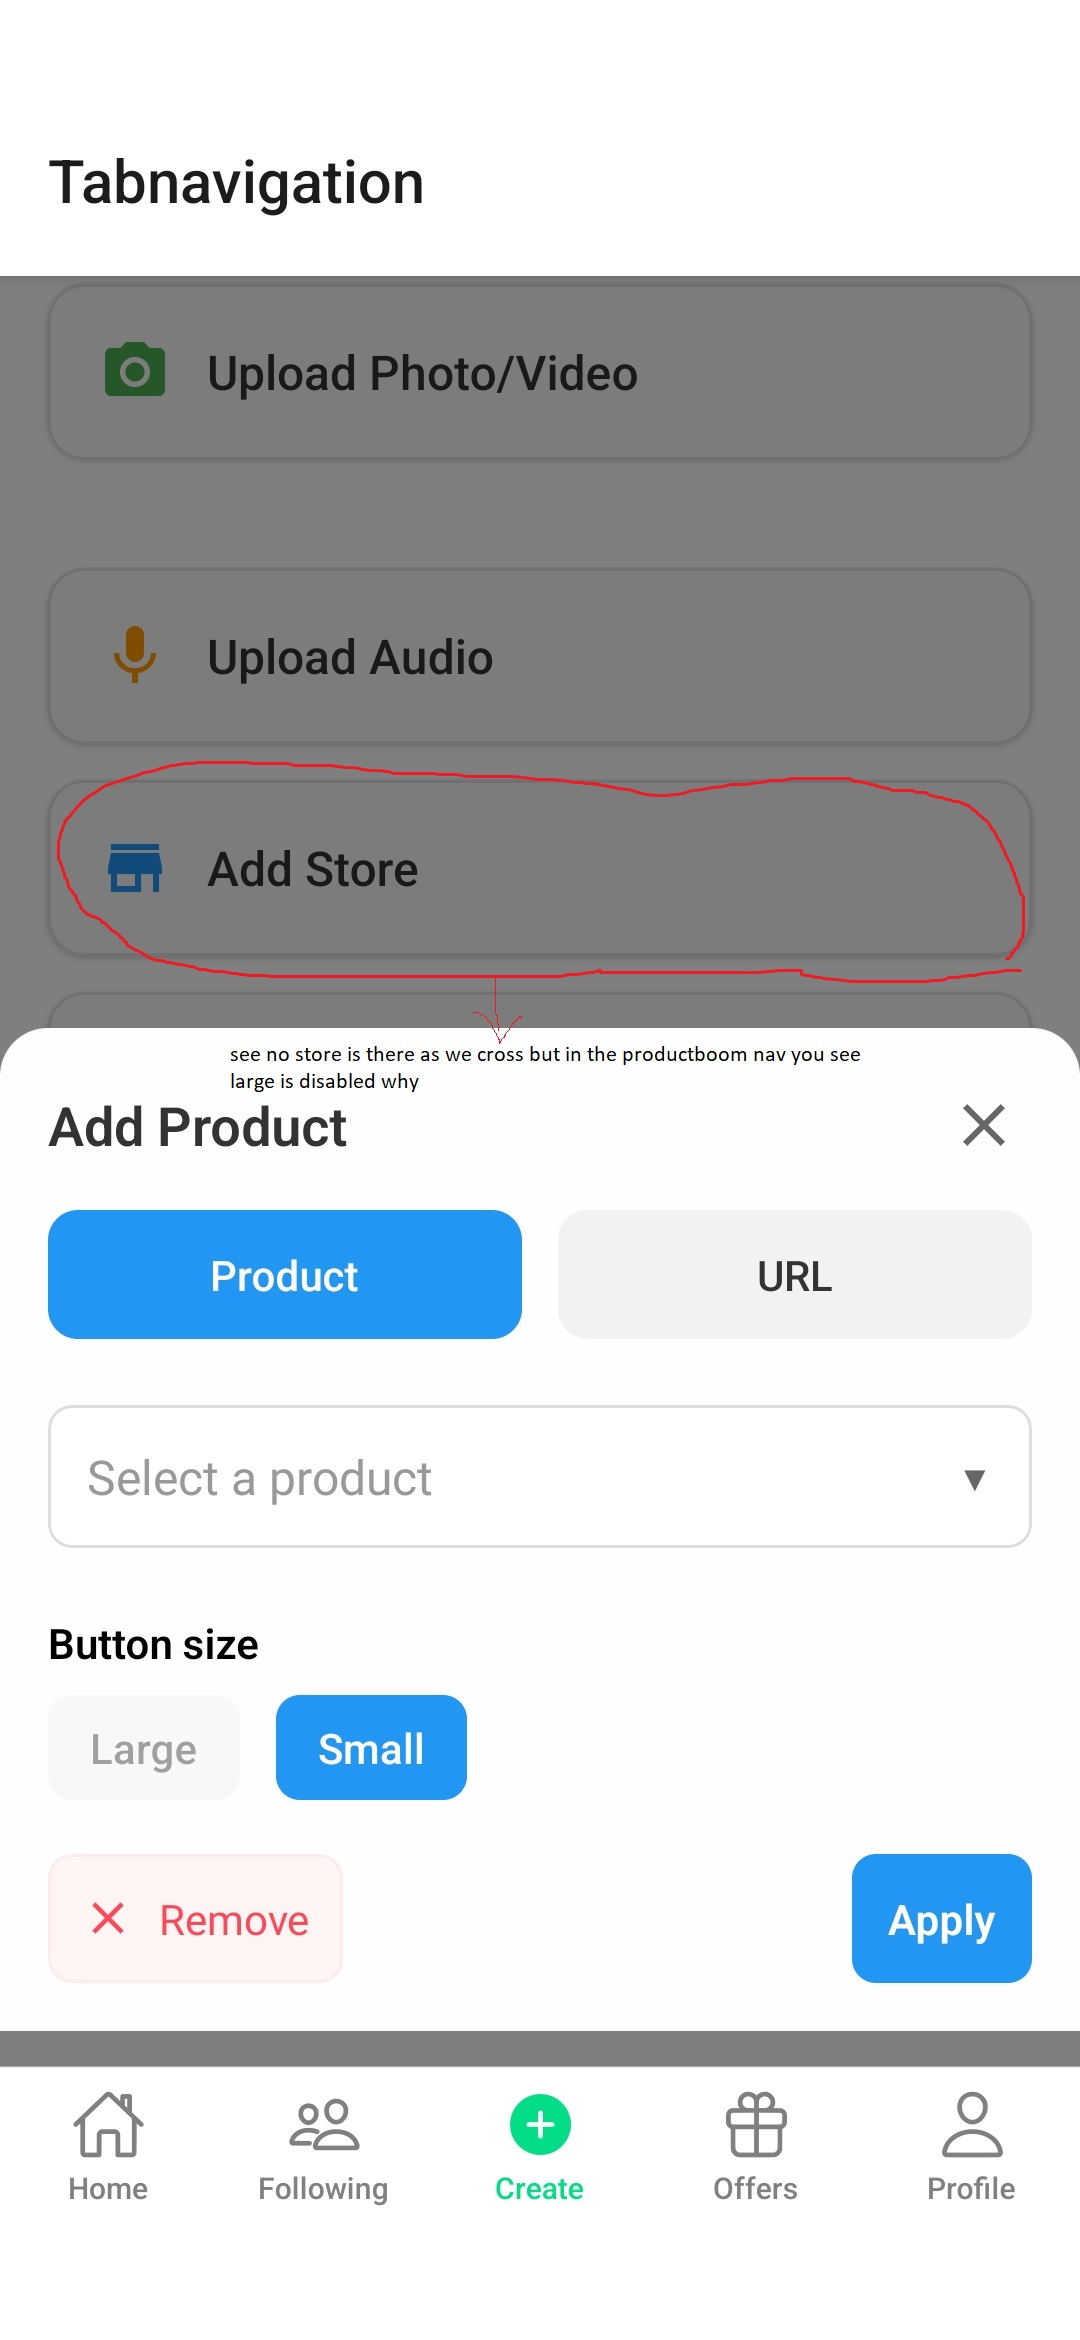 Tabnavigation
Upload Photo/Video
Upload Audio
Add Store
see no store is there as we cross but in the productboom nav you see
large is disabled why
Add Product
Product
URL
Select a product
Button size
Large
Small
Remove
Apply
Home
Following
Create
Offers
Profile